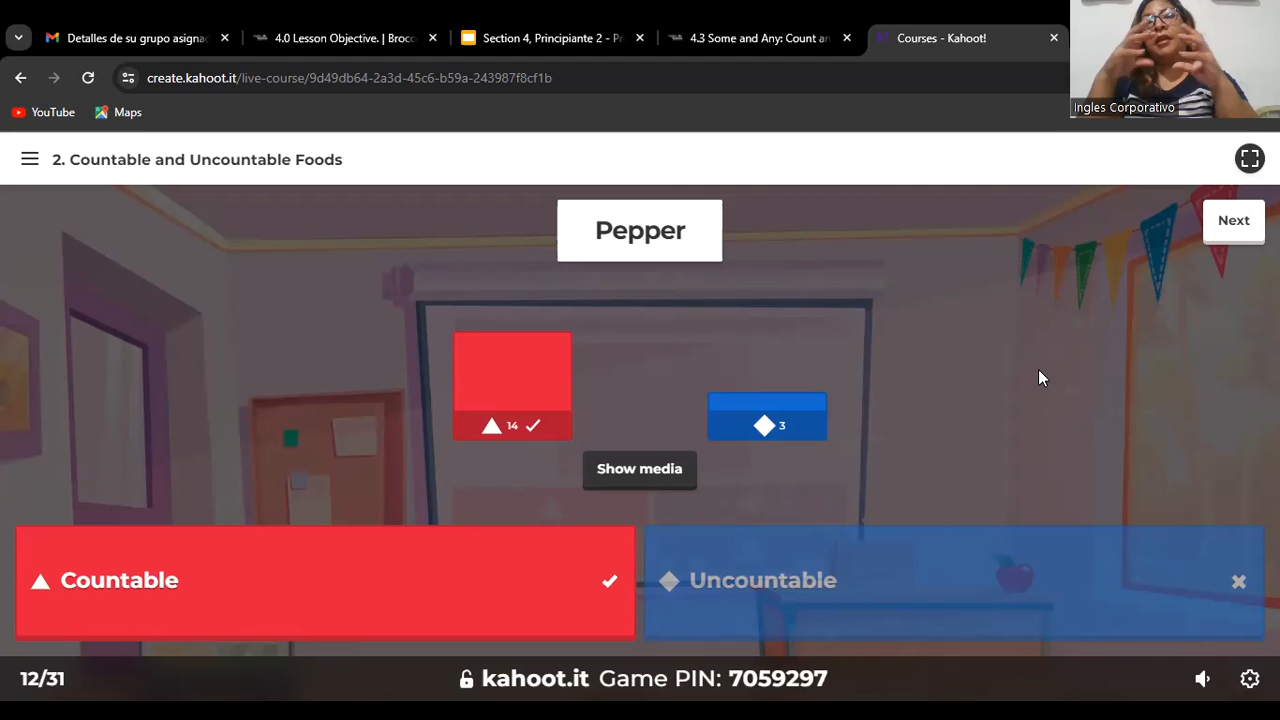 Detalles de su grupo asigna
4.0 Lesson Objective. | Brocc
Section 4, Principiante 2 - Pr
4.3 Some and Any: Count an
Courses - Kahoot!
create.kahoot.it/live-course/9d49db64-2a3d-45c6-b59a-243987f8cf1b
YouTube
Maps
Ingles Corporativo
2. Countable and Uncountable Foods
Pepper
Next
14
3
Show media
Countable
Uncountable
12/31
kahoot.it Game PIN: 7059297